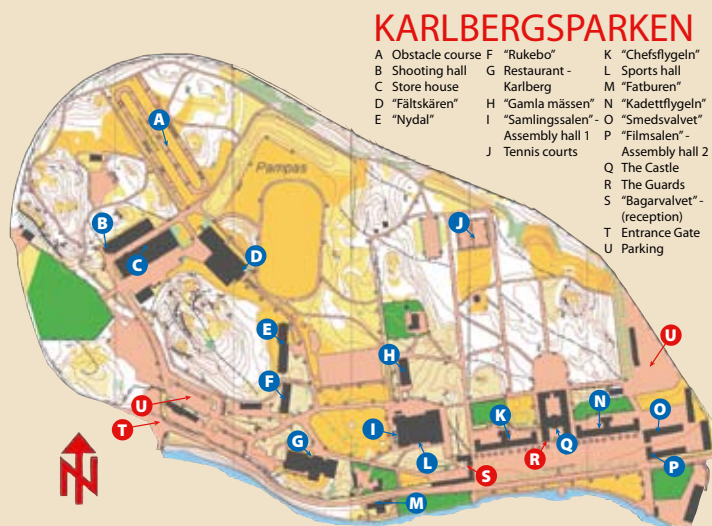 KARLBERGSPARKEN
A Obstacle course
B Shooting hall
C Store house
D "Fältskären"
E "Nydal"
F "Rukebo"
G Restaurant -
Karlberg
H "Gamla mässen"
I "Samlingssalen" -
Assembly hall 1
J Tennis courts
K "Chefsflygeln"
L Sports hall
M "Fatburen"
N "Kadettflygeln"
O "Smedsvalvet"
P "Filmsalen" -
Assembly hall 2
Q The Castle
R The Guards
S "Bagarvalvet" -
(reception)
T Entrance Gate
U Parking
A
Pampas
B
C
D
J
E
U
H
F
U
T
N
K
O
I
G
Q
R
L
P
S
M
N